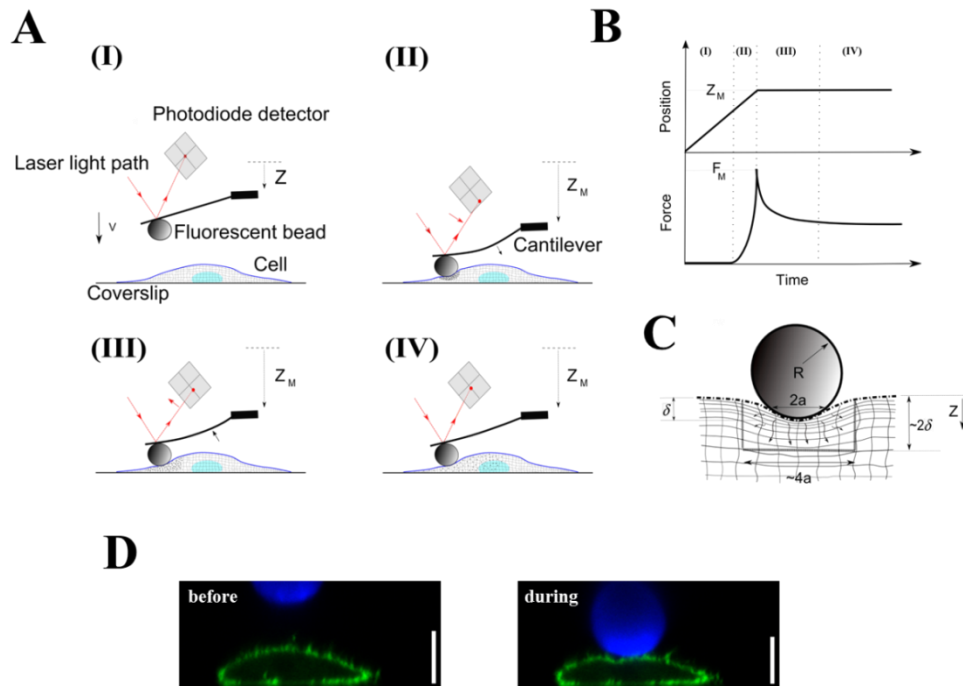 A
(I)
Photodiode detector
Laser light path
Z
V
Fluorescent bead
Cell
Coverslip
(II)
Z M
Cantilever
(III)
Z M
(IV)
Z M
B
(I) (II) (III) (IV)
Position
Z M
F M
Force
Time
C
R
2a
δ
~2δ
Z
~4a
D
before
during